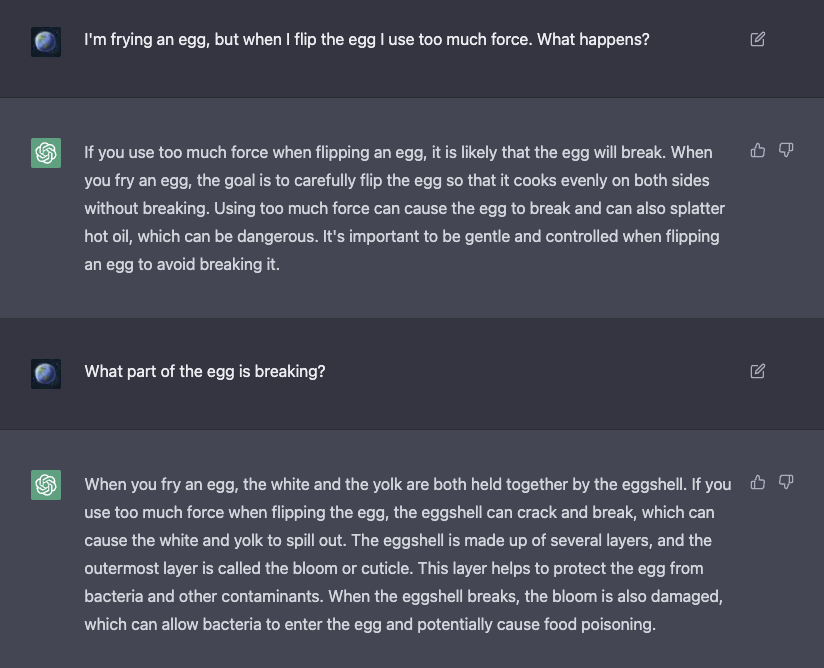 I'm frying an egg, but when I flip the egg I use too much force. What happens?
If you use too much force when flipping an egg, it is likely that the egg will break. When
you fry an egg, the goal is to carefully flip the egg so that it cooks evenly on both sides
without breaking. Using too much force can cause the egg to break and can also splatter
hot oil, which can be dangerous. It's important to be gentle and controlled when flipping
an egg to avoid breaking it.
What part of the egg is breaking?
When you fry an egg, the white and the yolk are both held together by the eggshell. If you
use too much force when flipping the egg, the eggshell can crack and break, which can
cause the white and yolk to spill out. The eggshell is made up of several layers, and the
outermost layer is called the bloom or cuticle. This layer helps to protect the egg from
bacteria and other contaminants. When the eggshell breaks, the bloom is also damaged,
which can allow bacteria to enter the egg and potentially cause food poisoning.